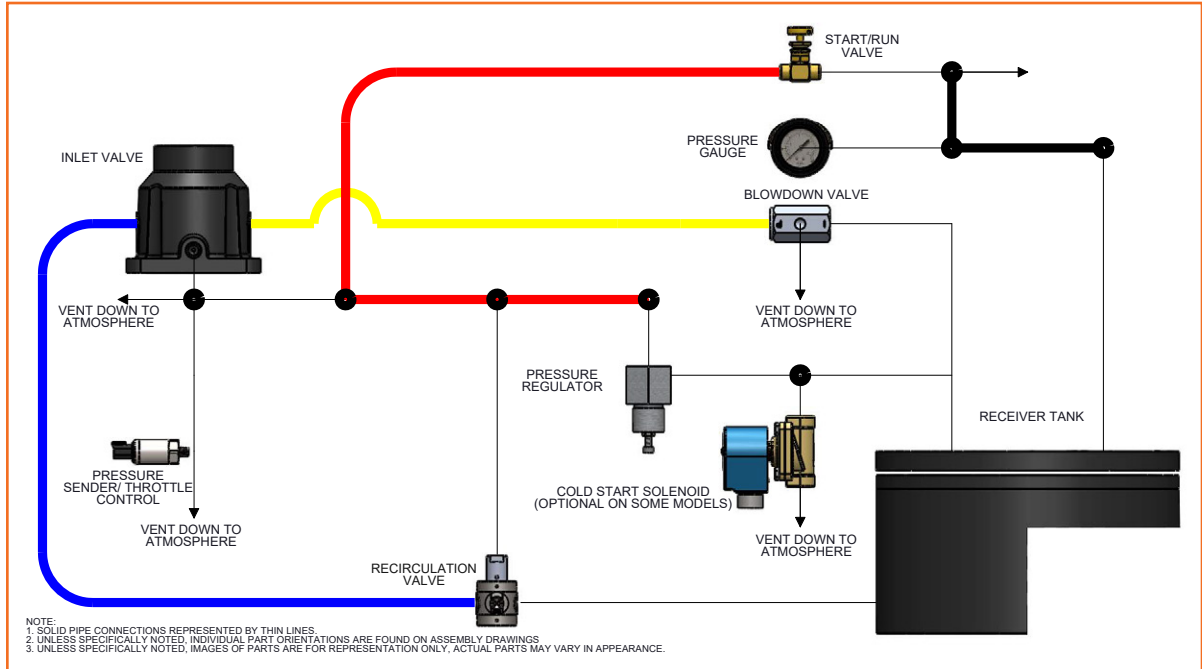 START/RUN
VALVE
PRESSURE
GAUGE
INLET VALVE
BLOWDOWN VALVE
VENT DOWN TO
ATMOSPHERE
VENT DOWN TO
ATMOSPHERE
PRESSURE
REGULATOR
RECEIVER TANK
PRESSURE
SENDER/ THROTTLE
CONTROL
COLD START SOLENOID
(OPTIONAL ON SOME MODELS)
VENT DOWN TO
ATMOSPHERE
VENT DOWN TO
ATMOSPHERE
RECIRCULATION
VALVE
NOTE:
1. SOLID PIPE CONNECTIONS REPRESENTED BY THIN LINES.
2. UNLESS SPECIFICALLY NOTED, INDIVIDUAL PART ORIENTATIONS ARE FOUND ON ASSEMBLY DRAWINGS
3. UNLESS SPECIFICALLY NOTED, IMAGES OF PARTS ARE FOR REPRESENTATION ONLY, ACTUAL PARTS MAY VARY IN APPEARANCE.